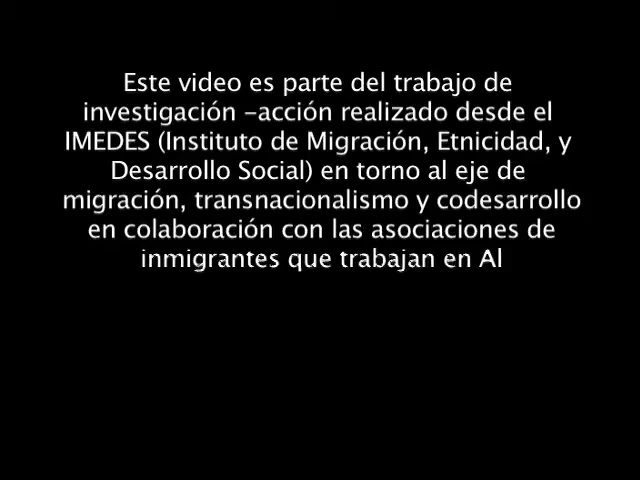 Este video es parte del trabajo de
investigación -acción realizado desde el
IMEDES (Instituto de Migración, Etnicidad, y
Desarrollo Social) en torno al eje de
migración, transnacionalismo y codesarrollo
en colaboración con las asociaciones de
inmigrantes que trabajan en Al